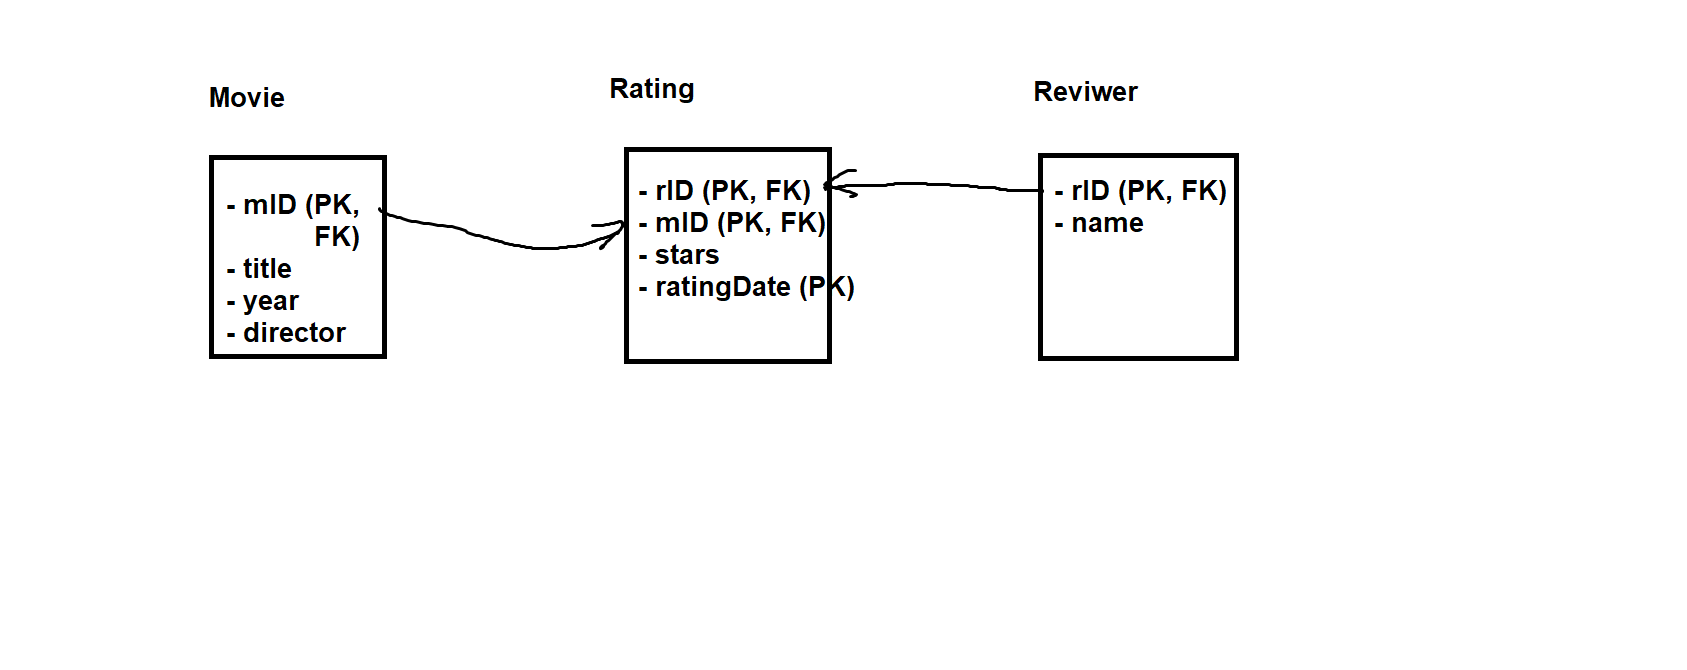 Movie
- mID (PK,
FK)
- title
- year
- director
Rating
- rID (PK, FK)
- mID (PK, FK)
- stars
- ratingDate (PK)
Reviwer
- rID (PK, FK)
- name